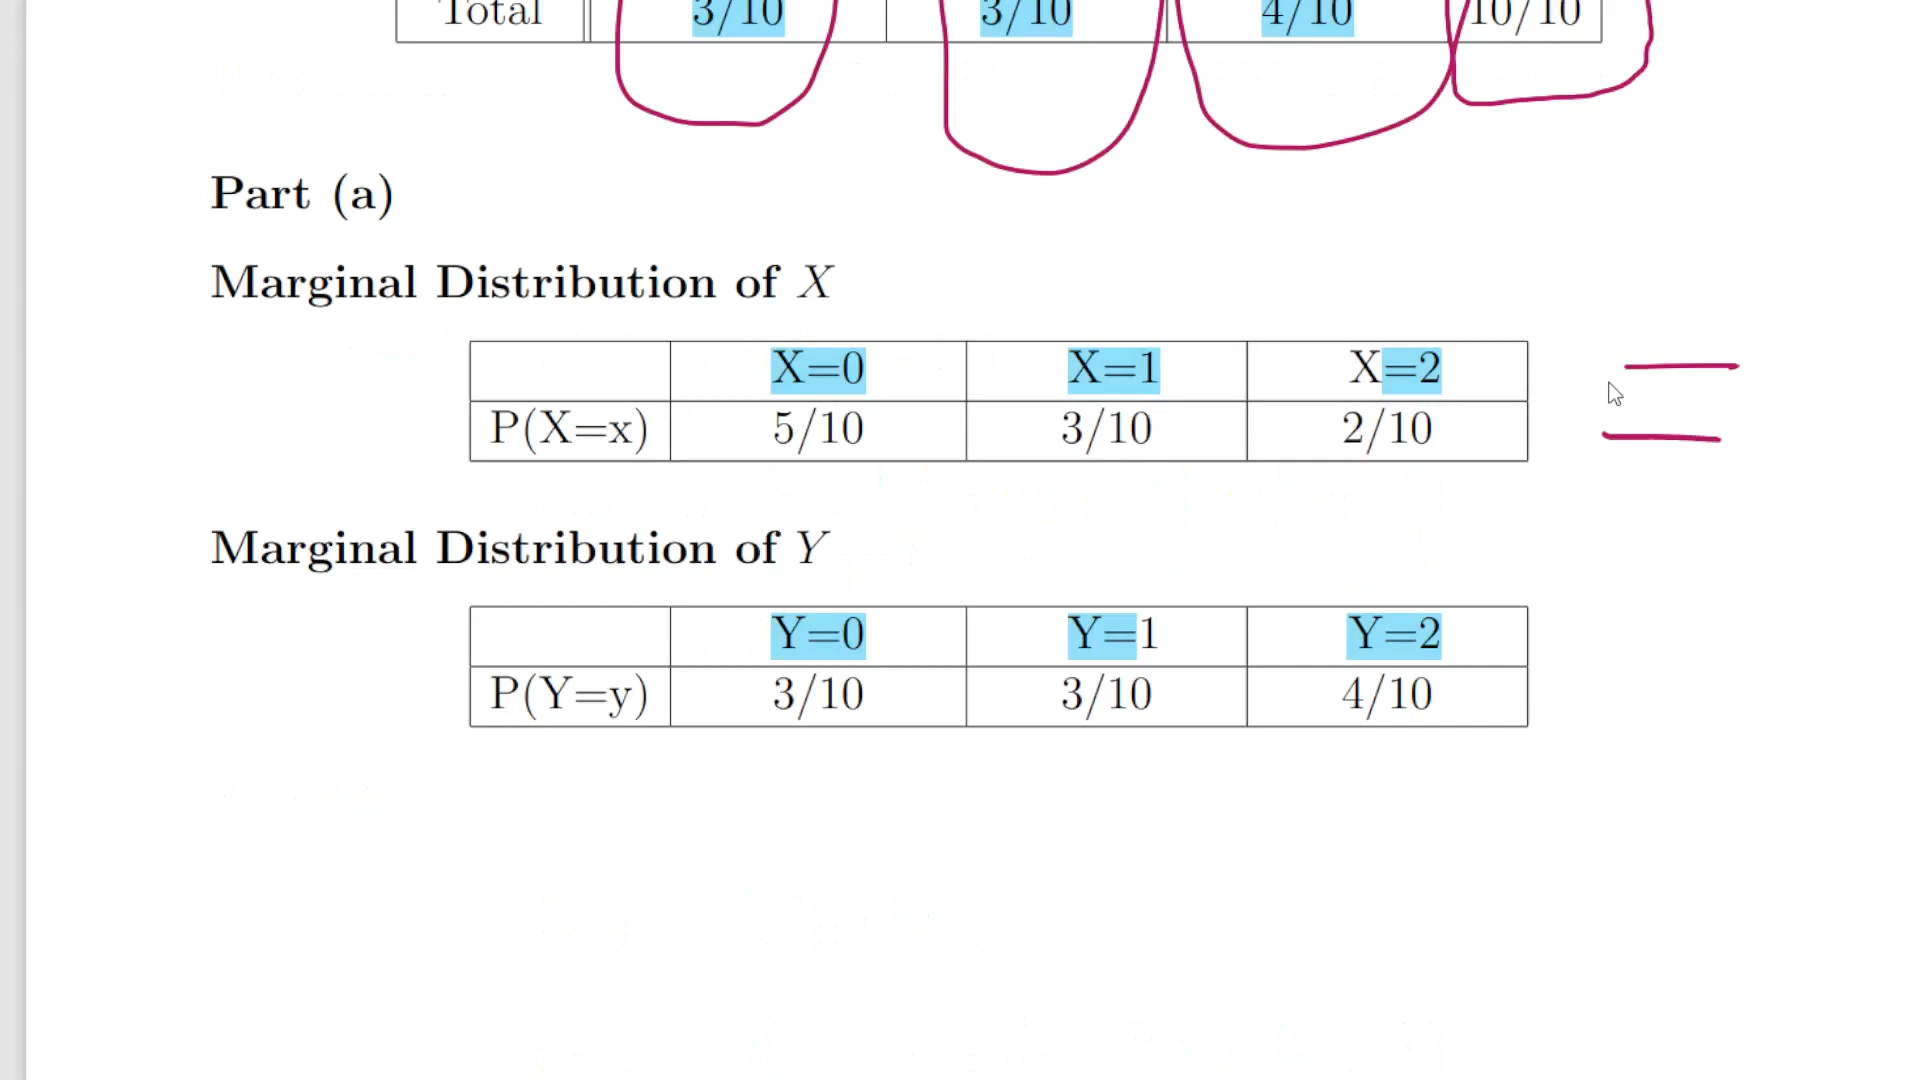 Total 3/10 3/10 4/10 10/10
Part (a)
Marginal Distribution of X
X=0 X=1 X=2
P(X=x) 5/10 3/10 2/10
Marginal Distribution of Y
Y=0 Y=1 Y=2
P(Y=y) 3/10 3/10 4/10